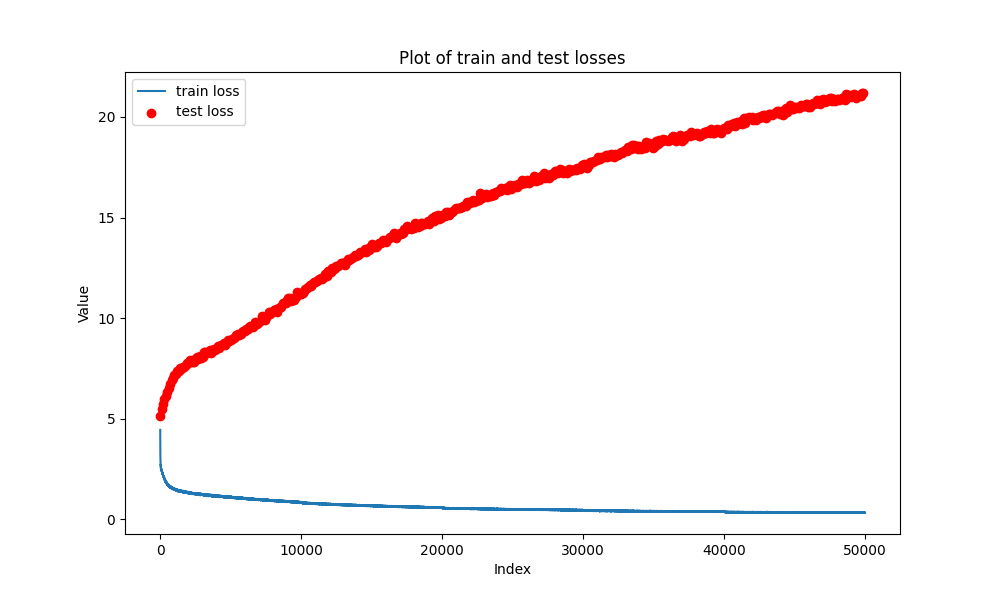 Plot of train and test losses
train loss
test loss
Value
20
15
10
5
0
0 10000 20000 30000 40000 50000
Index